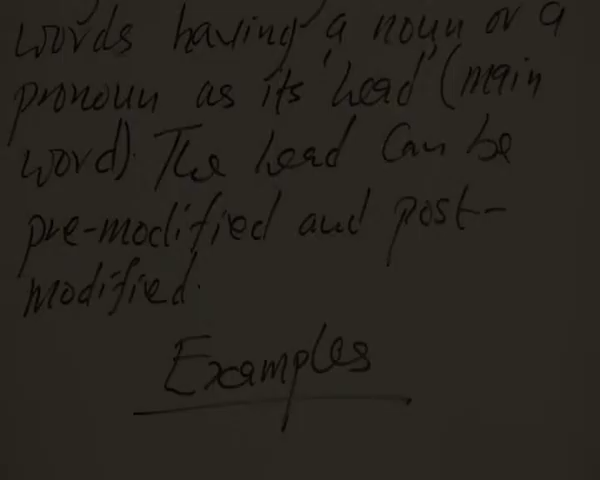 words having a noun or a
pronoun as its 'head' (main
word). The head can be
pre-modified and post-
modified.
Examples